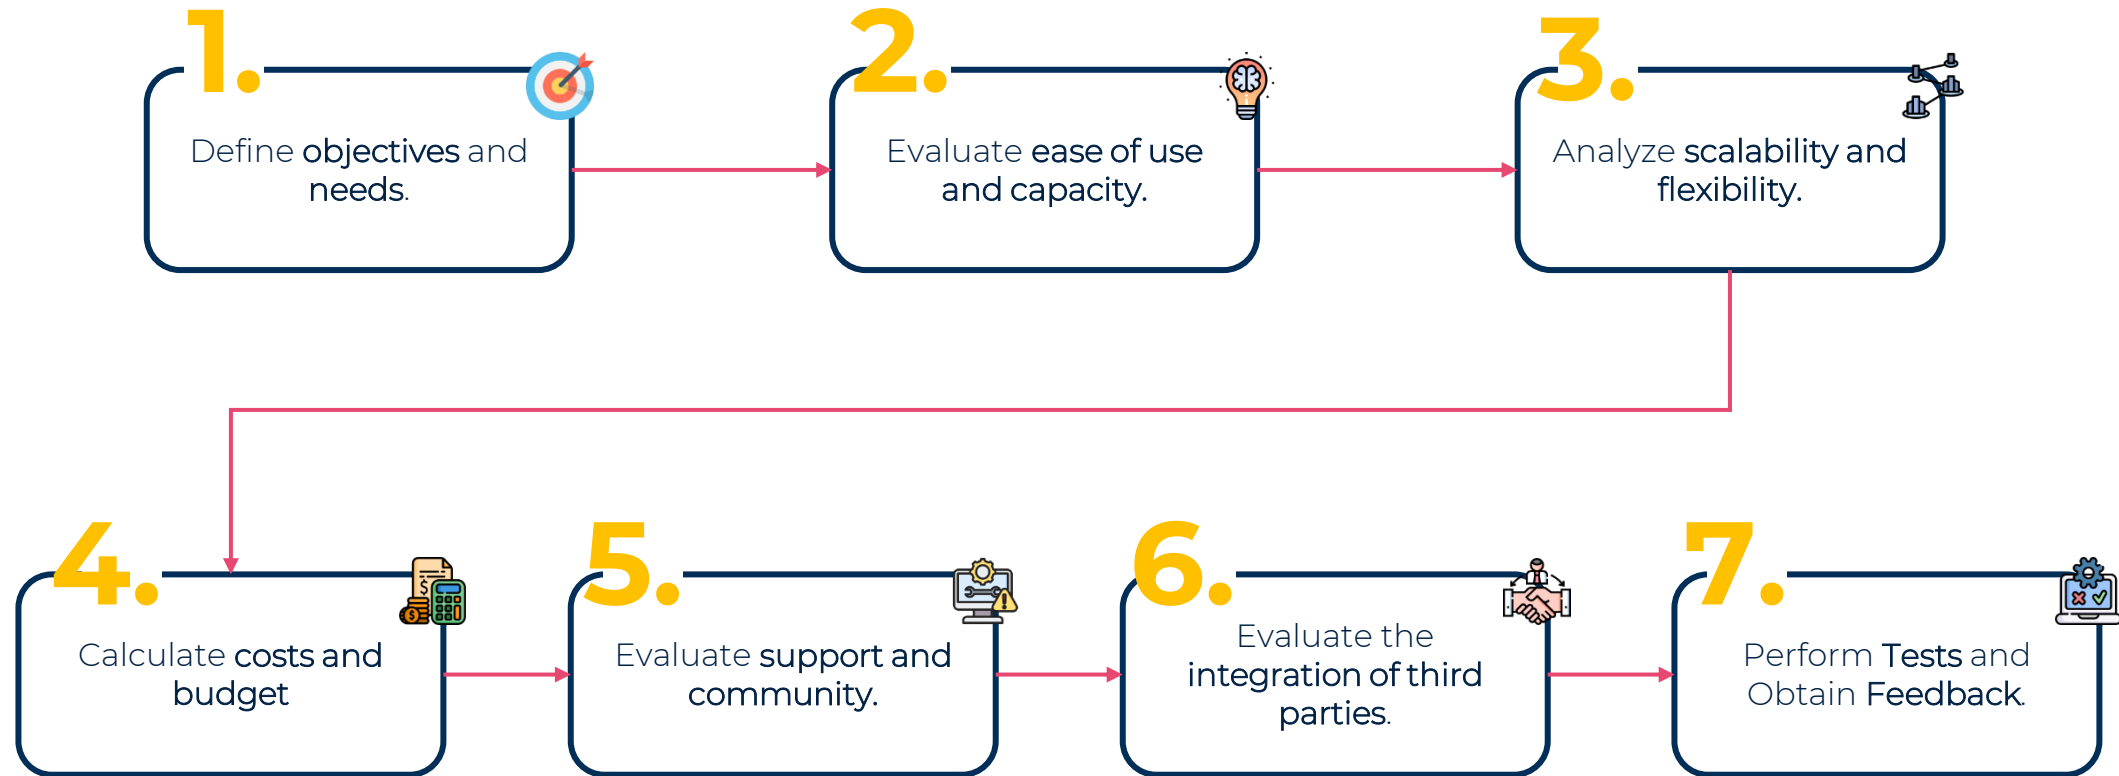 1.
Define objectives and
needs.
2.
Evaluate ease of use
and capacity.
3.
Analyze scalability and
flexibility.
4.
Calculate costs and
budget
5.
Evaluate support and
community.
6.
Evaluate the
integration of third
parties.
7.
Perform Tests and
Obtain Feedback.